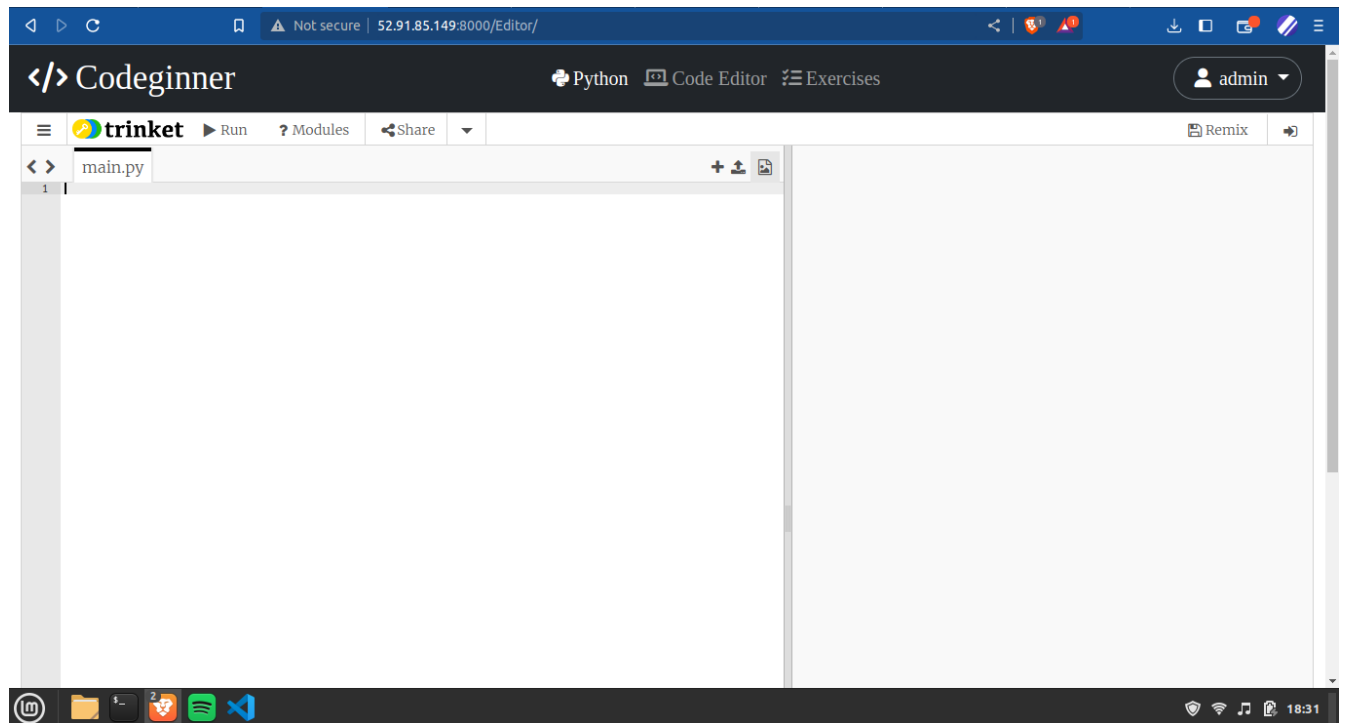 Not secure 52.91.85.149:8000/Editor/
</> Codeginner Python Code Editor Exercises admin
trinket Run ? Modules Share Remix
< > main.py
1
2
18:31